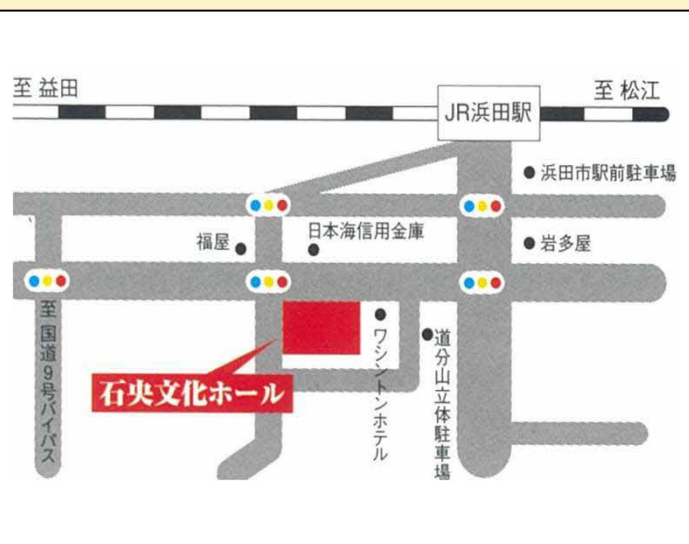 至 益田
至 松江
JR浜田駅
浜田市駅前駐車場
日本海信用金庫
福屋
岩多屋
至 国道9号バイパス
石央文化ホール
ワシントンホテル
道分山立体駐車場